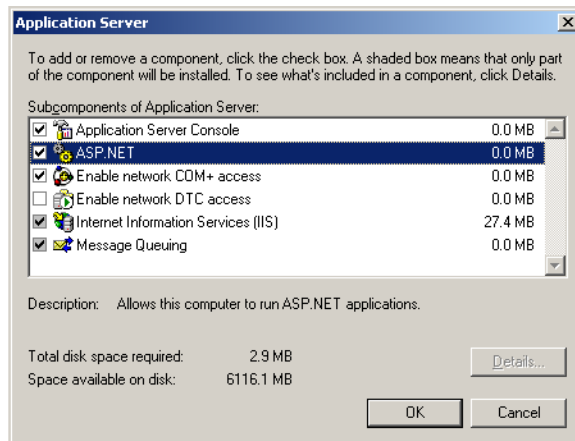 Application Server
To add or remove a component, click the check box. A shaded box means that only part
of the component will be installed. To see what's included in a component, click Details.
Subcomponents of Application Server:
Application Server Console 0.0 MB
ASP.NET 0.0 MB
Enable network COM+ access 0.0 MB
Enable network DTC access 0.0 MB
Internet Information Services (IIS) 27.4 MB
Message Queuing 0.0 MB
Description: Allows this computer to run ASP.NET applications.
Total disk space required: 2.9 MB
Space available on disk: 6116.1 MB
Details...
OK Cancel